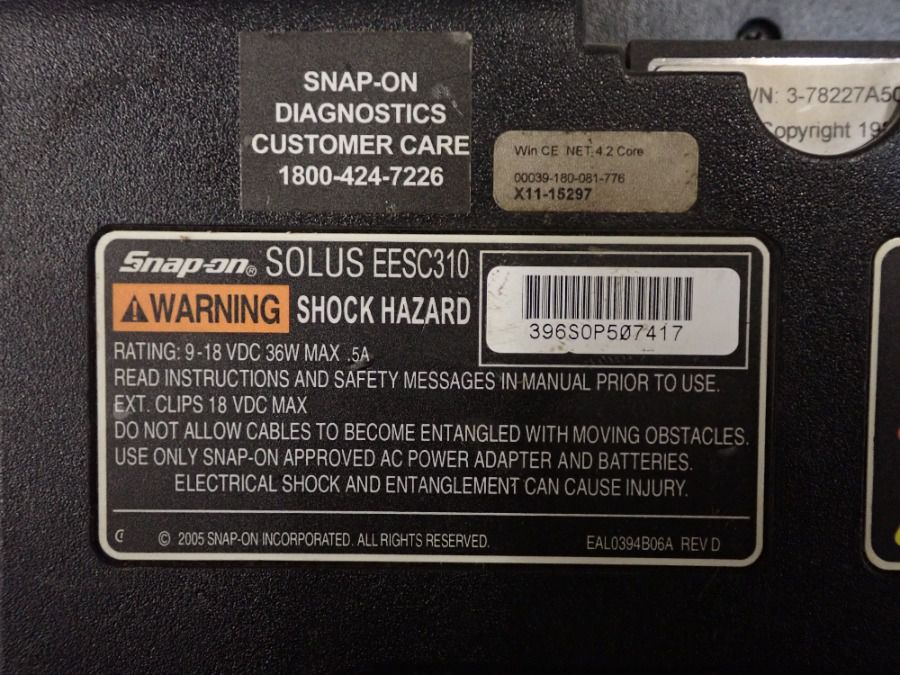 SNAP-ON
DIAGNOSTICS
CUSTOMER CARE
1800-424-7226
Win CE .NET 4.2 Core
00039-180-081-776
X11-15297
/N: 3-78227A50
Copyright 19
Snap-on® SOLUS EESC310
WARNING SHOCK HAZARD
396S0P507417
RATING: 9-18 VDC 36W MAX .5A
READ INSTRUCTIONS AND SAFETY MESSAGES IN MANUAL PRIOR TO USE.
EXT. CLIPS 18 VDC MAX
DO NOT ALLOW CABLES TO BECOME ENTANGLED WITH MOVING OBSTACLES.
USE ONLY SNAP-ON APPROVED AC POWER ADAPTER AND BATTERIES.
ELECTRICAL SHOCK AND ENTANGLEMENT CAN CAUSE INJURY.
© 2005 SNAP-ON INCORPORATED. ALL RIGHTS RESERVED.
EAL0394B06A REV D